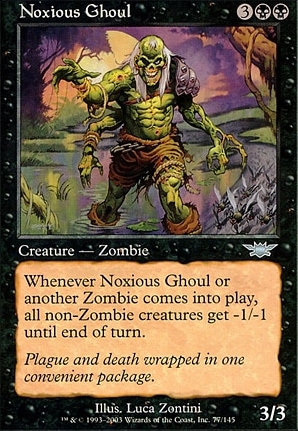 Noxious Ghoul 3
Creature — Zombie
Whenever Noxious Ghoul or
another Zombie comes into play,
all non-Zombie creatures get -1/-1
until end of turn.
Plague and death wrapped in one
convenient package.
Illus. Luca Zontini
™ & © 1993-2003 Wizards of the Coast, Inc. 77/145
3/3